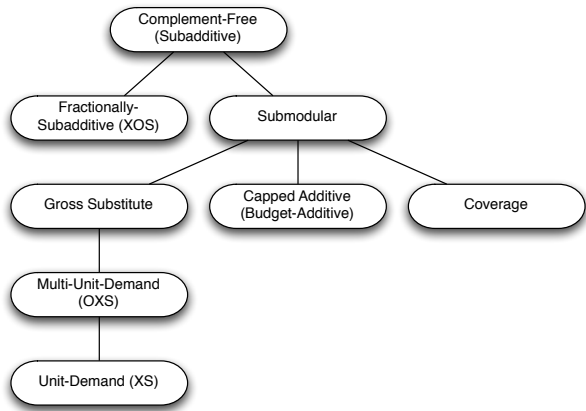 Complement-Free
(Subadditive)
Fractionally-
Subadditive (XOS)
Submodular
Gross Substitute
Capped Additive
(Budget-Additive)
Coverage
Multi-Unit-Demand
(OXS)
Unit-Demand (XS)